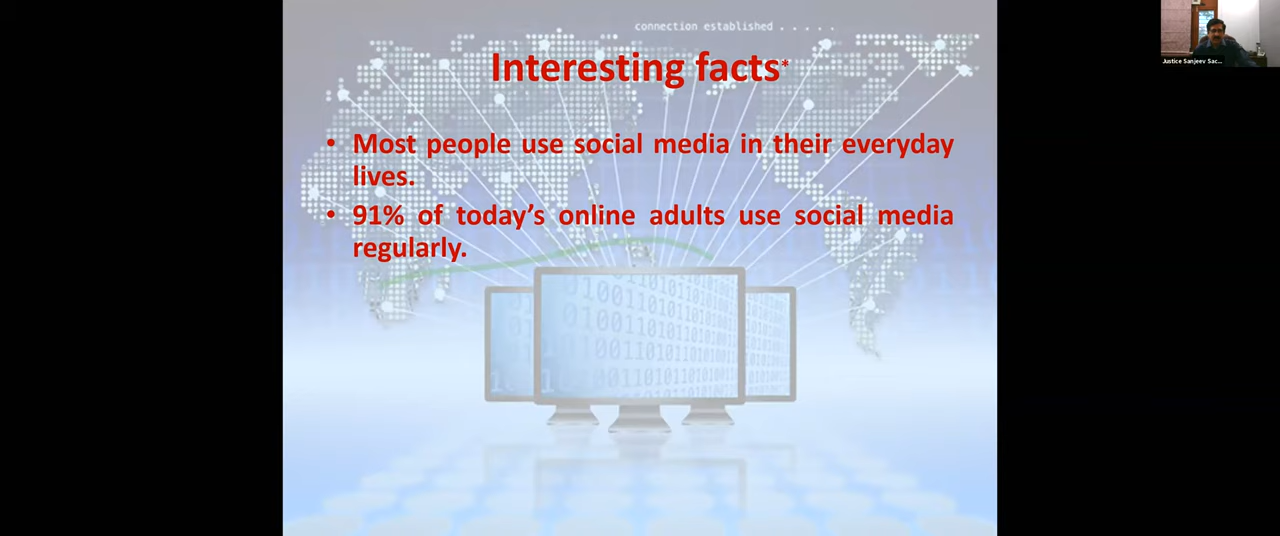 connection established . . . . .
Interesting facts*
• Most people use social media in their everyday
lives.
• 91% of today's online adults use social media
regularly.
Justice Sanjeev Sac...